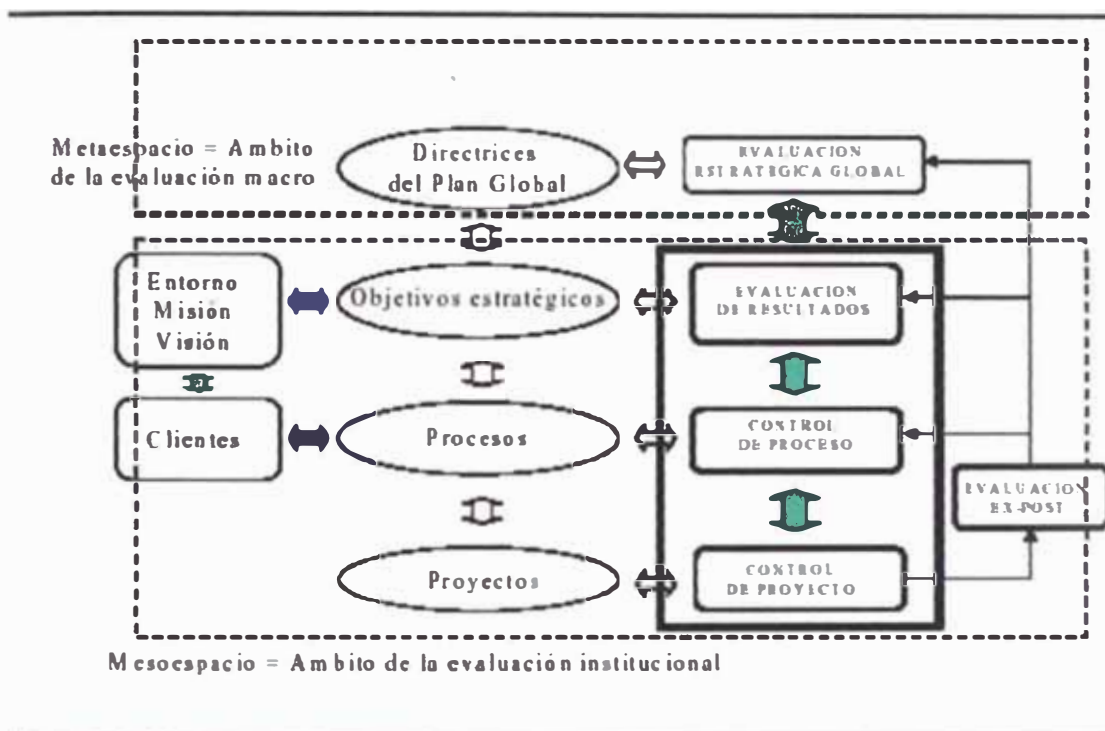 Metaespacio = Ambito
de la evaluación macro
Directrices
del Plan Global
EVALUACION
ESTRATEGICA GLOBAL
Entorno
Misión
Visión
Objetivos estratégicos
EVALUACION
DE RESULTADOS
Clientes
Procesos
CONTROL
DE PROCESO
EVALUACION
EX-POST
Proyectos
CONTROL
DE PROYECTO
Mesoespacio = Ambito de la evaluación institucional